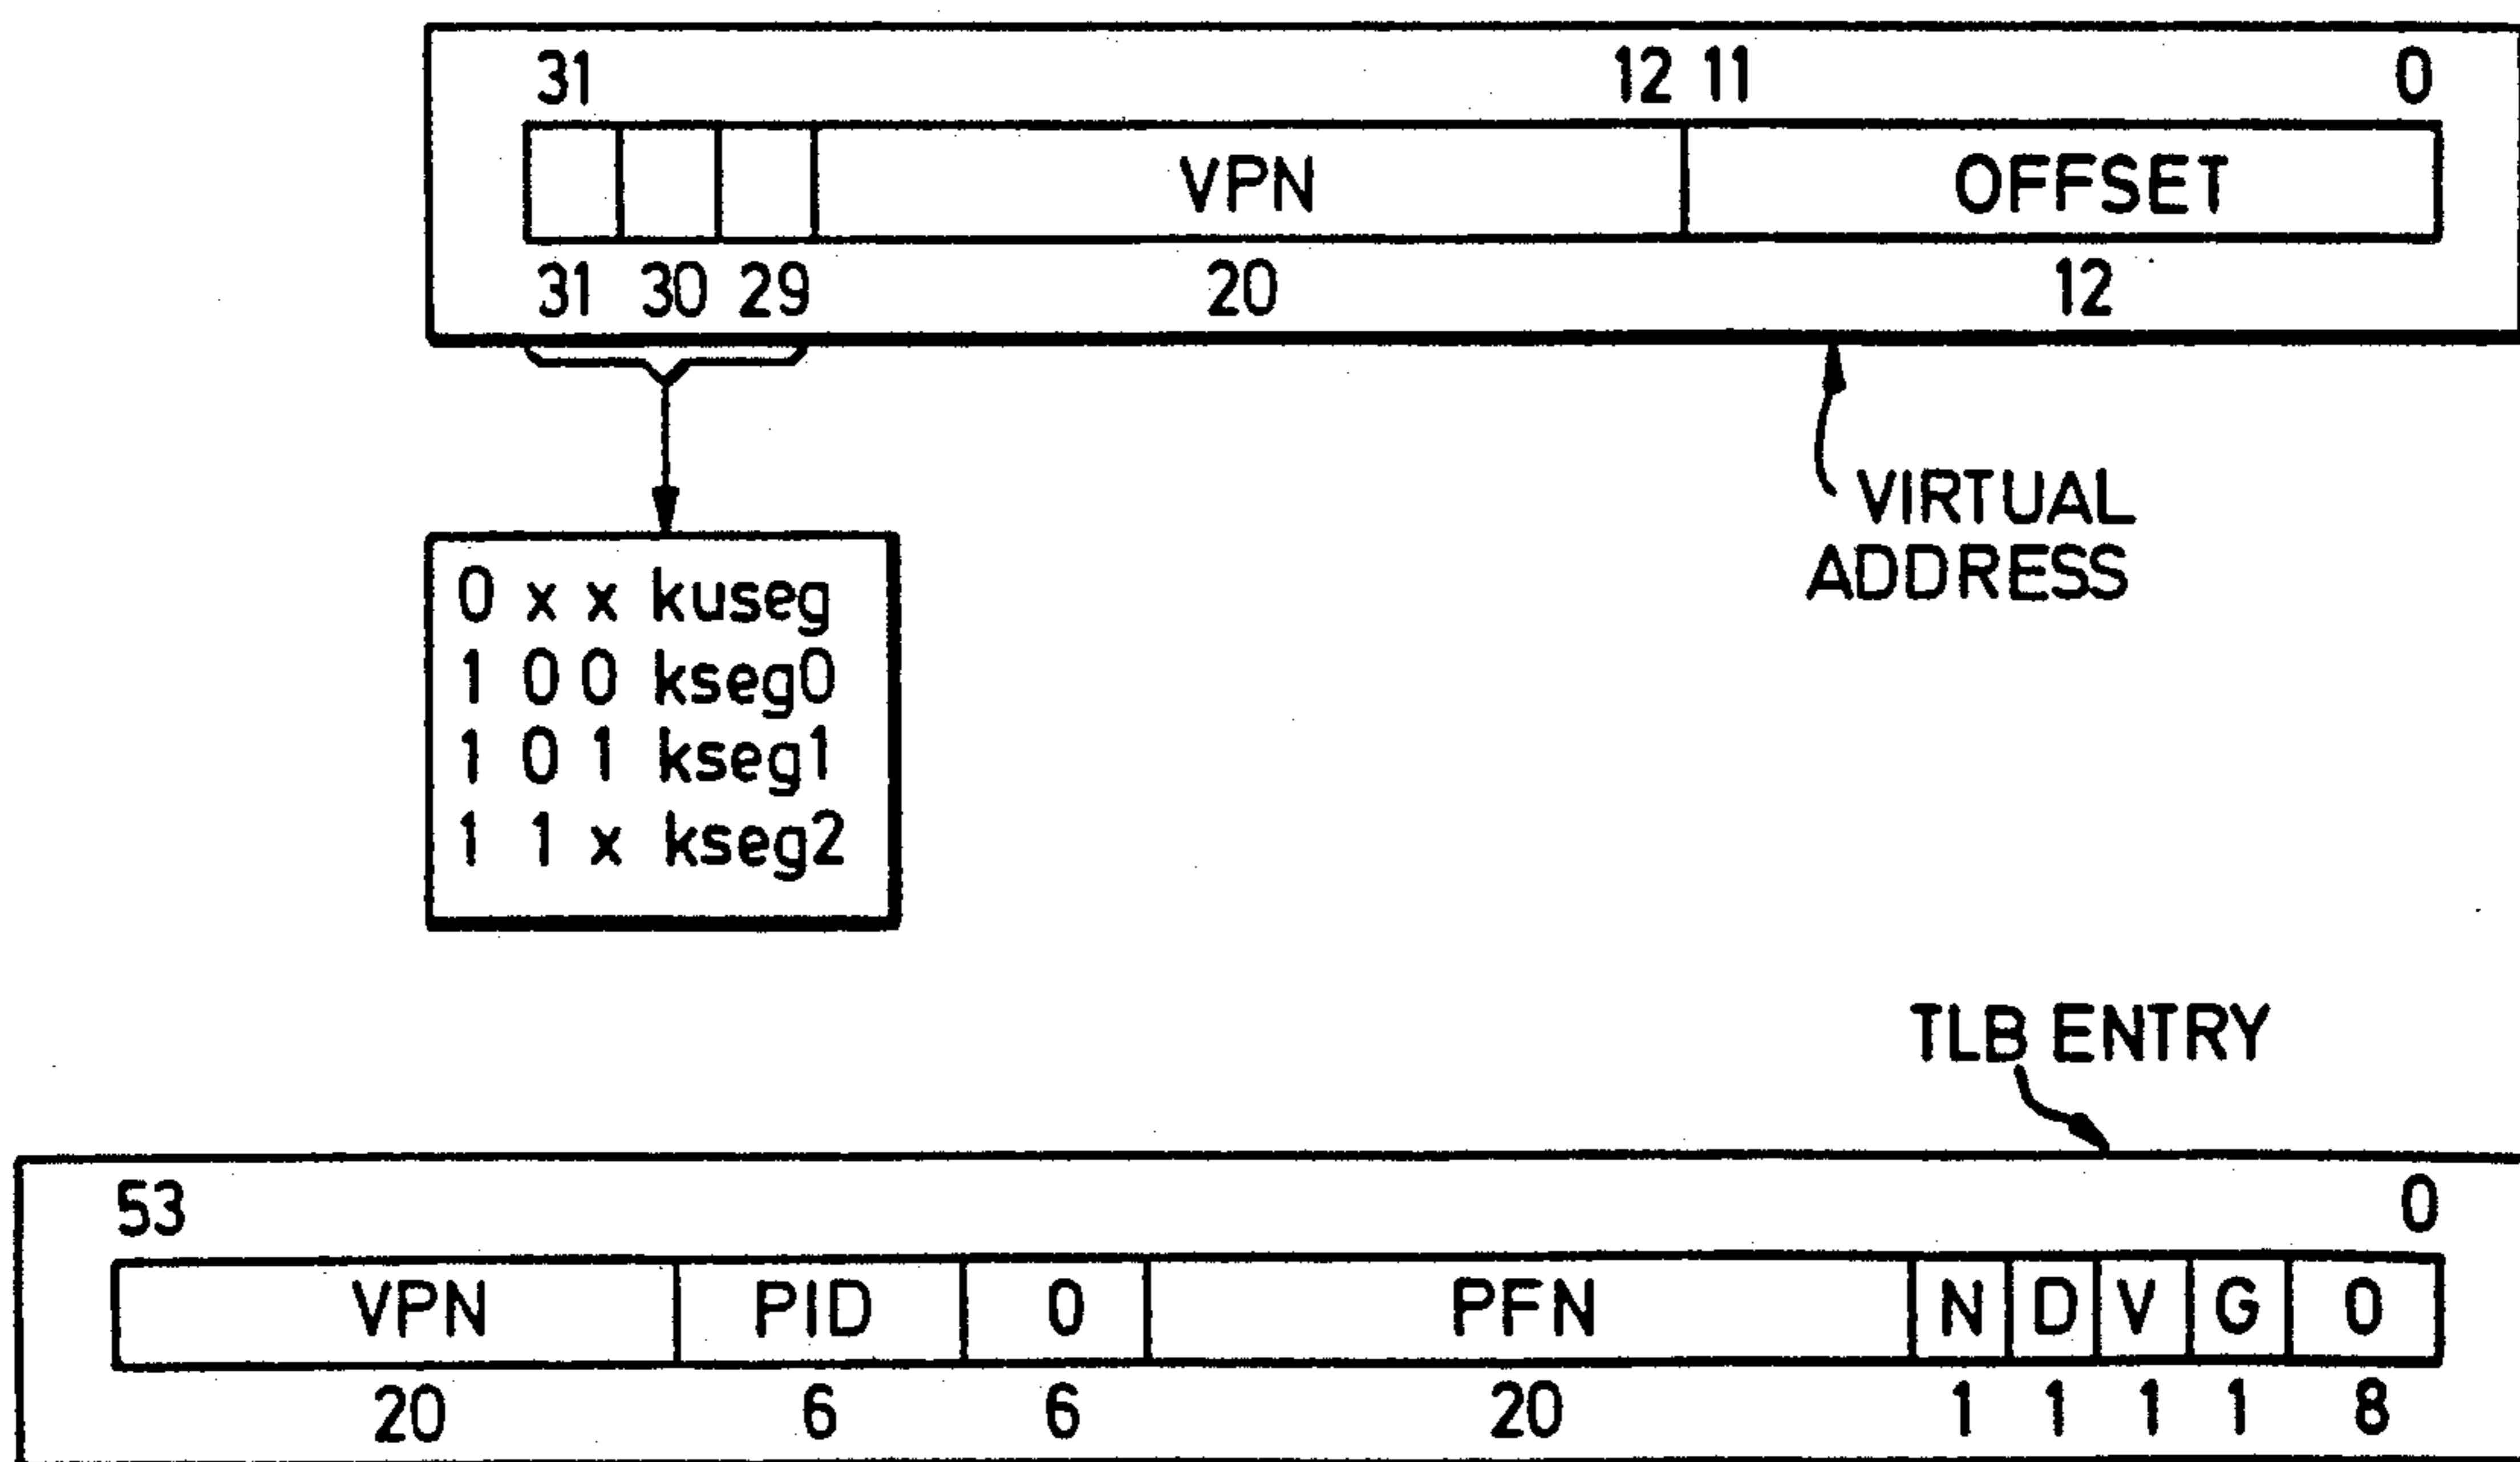 31 12 11 0
VPN OFFSET
31 30 29 20 12
VIRTUAL
ADDRESS
0 x x kuseg
1 0 0 kseg0
1 0 1 kseg1
1 1 x kseg2
TLB ENTRY
53 0
VPN PID 0 PFN N D V G 0
20 6 6 20 1 1 1 1 8